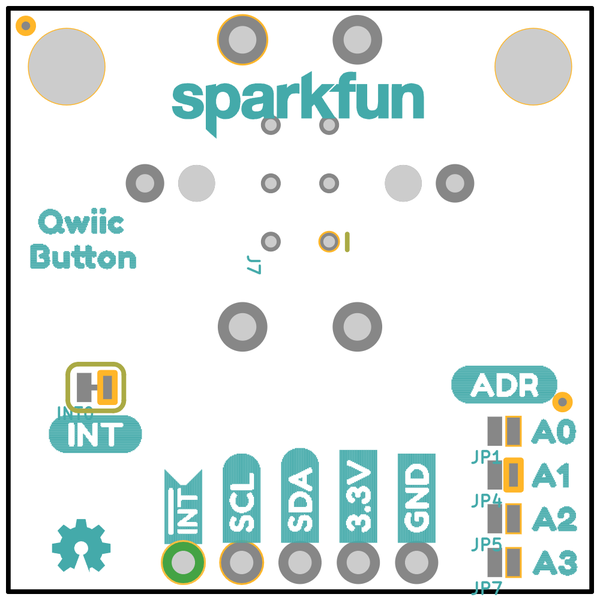 sparkfun
Qwiic
Button
J7
INT0
INT
ADR
A0
JP1
A1
JP4
A2
JP5
A3
JP7
INT
SCL
SDA
3.3V
GND